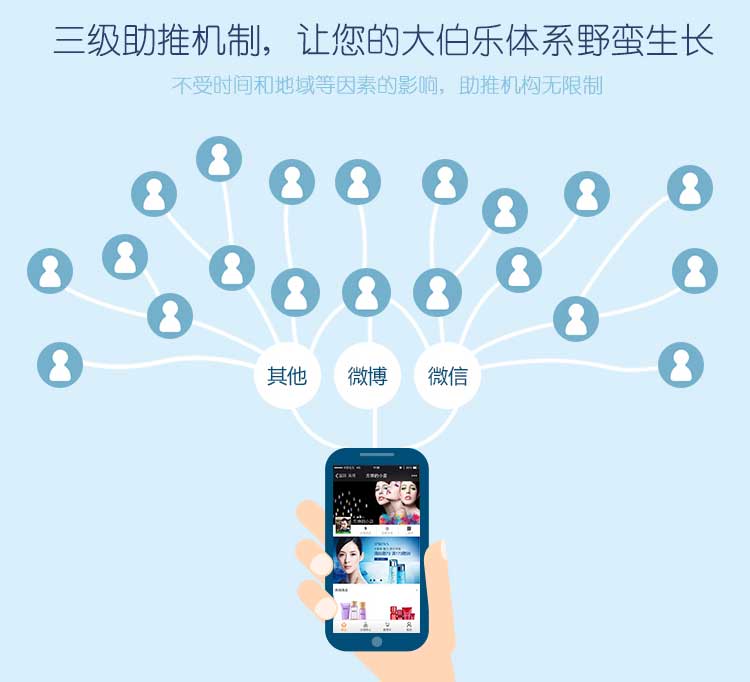 三级助推机制，让您的大伯乐体系野蛮生长
不受时间和地域等因素的影响，助推机构无限制
其他
微博
微信